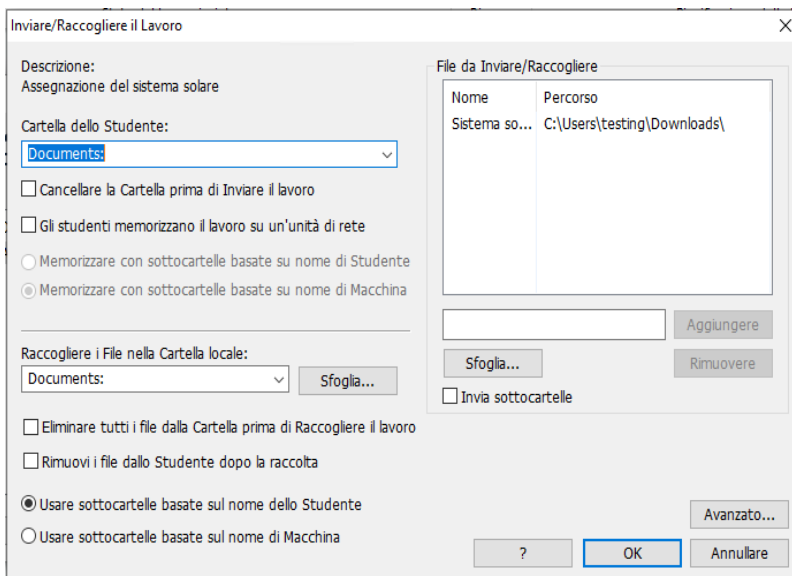 Inviare/Raccogliere il Lavoro
Descrizione:
Assegnazione del sistema solare
Cartella dello Studente:
Documents:
Cancellare la Cartella prima di Inviare il lavoro
Gli studenti memorizzano il lavoro su un'unità di rete
Memorizzare con sottocartelle basate su nome di Studente
Memorizzare con sottocartelle basate su nome di Macchina
Raccogliere i File nella Cartella locale:
Documents:
Sfoglia...
Eliminare tutti i file dalla Cartella prima di Raccogliere il lavoro
Rimuovi i file dallo Studente dopo la raccolta
Usare sottocartelle basate sul nome dello Studente
Usare sottocartelle basate sul nome di Macchina
File da Inviare/Raccogliere
Nome Percorso
Sistema so... C:\Users\testing\Downloads\
Aggiungere
Sfoglia... Rimuovere
Invia sottocartelle
Avanzato...
? OK Annullare